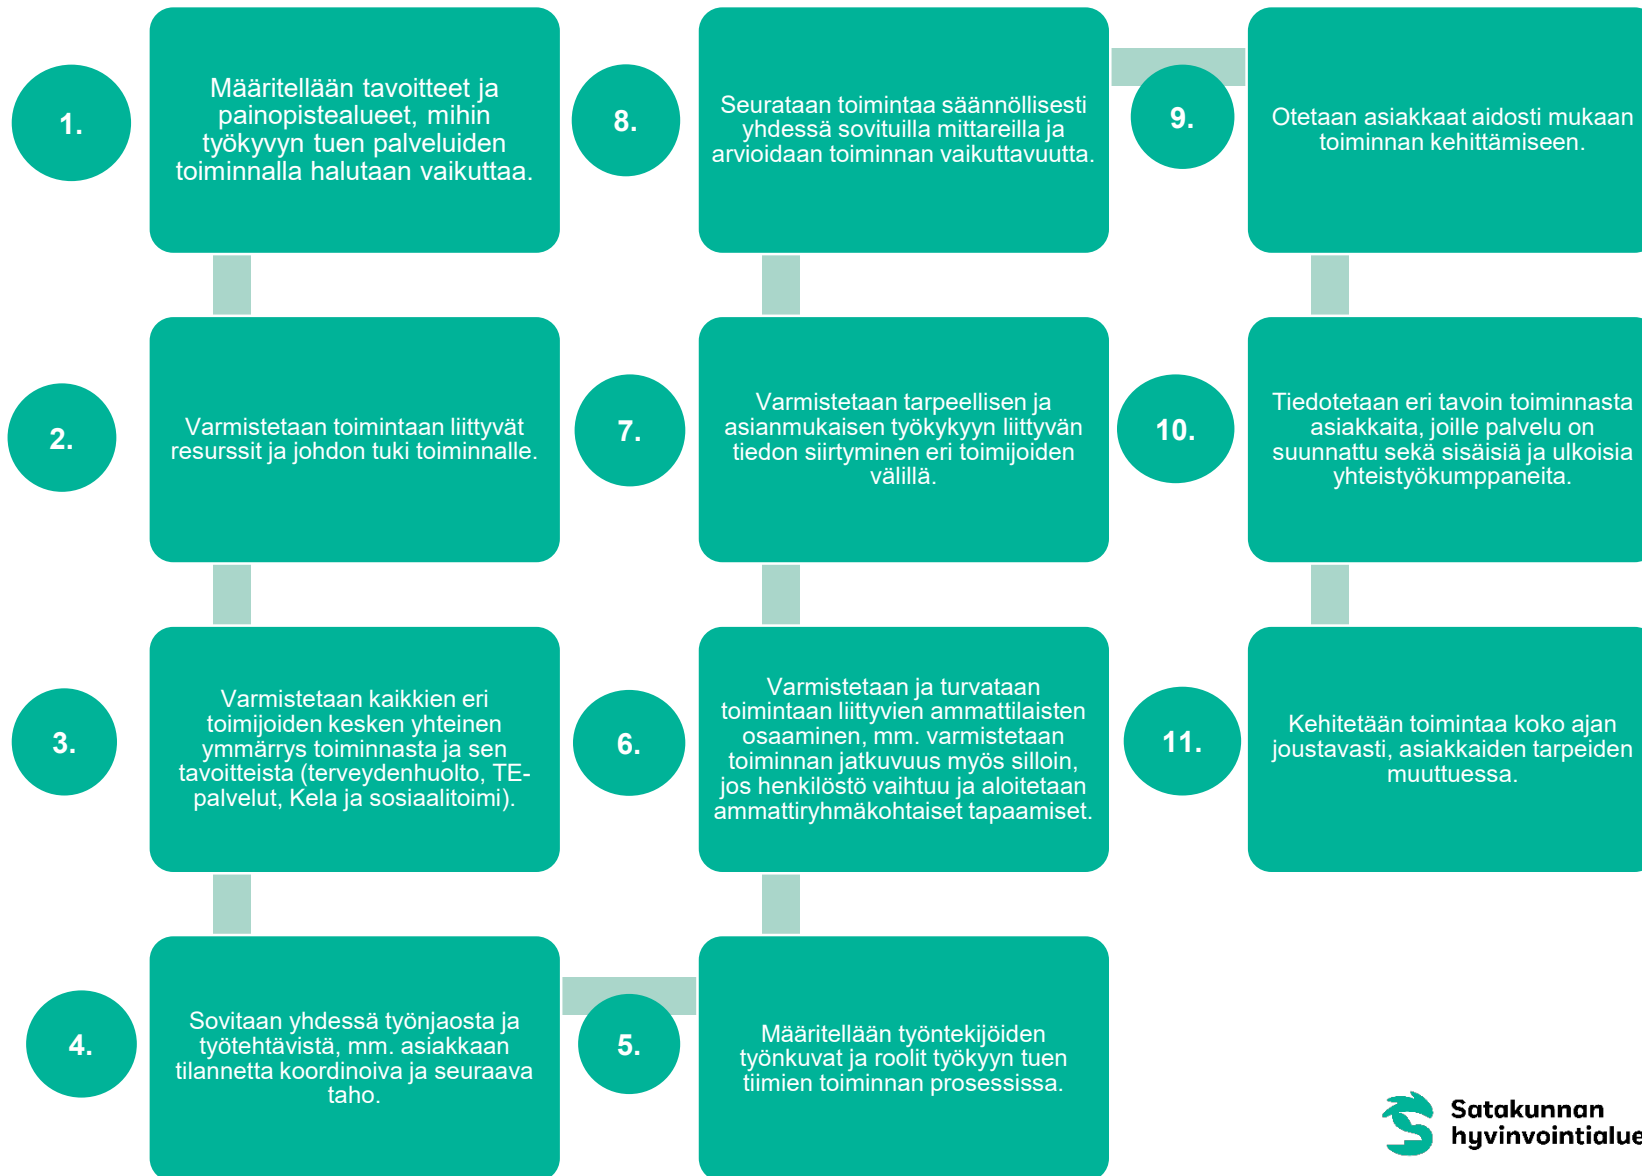 1.
Määritellään tavoitteet ja
painopistealueet, mihin
työkyvyn tuen palveluiden
toiminnalla halutaan vaikuttaa.
2.
Varmistetaan toimintaan liittyvät
resurssit ja johdon tuki toiminnalle.
3.
Varmistetaan kaikkien eri
toimijoiden kesken yhteinen
ymmärrys toiminnasta ja sen
tavoitteista (terveydenhuolto, TE-
palvelut, Kela ja sosiaalitoimi).
4.
Sovitaan yhdessä työnjaosta ja
työtehtävistä, mm. asiakkaan
tilannetta koordinoiva ja seuraava
taho.
5.
Määritellään työntekijöiden
työnkuvat ja roolit työkyyn tuen
tiimien toiminnan prosessissa.
6.
Varmistetaan ja turvataan
toimintaan liittyvien ammattilaisten
osaaminen, mm. varmistetaan
toiminnan jatkuvuus myös silloin,
jos henkilöstö vaihtuu ja aloitetaan
ammattiryhmäkohtaiset tapaamiset.
7.
Varmistetaan tarpeellisen ja
asianmukaisen työkykyyn liittyvän
tiedon siirtyminen eri toimijoiden
välillä.
8.
Seurataan toimintaa säännöllisesti
yhdessä sovituilla mittareilla ja
arvioidaan toiminnan vaikuttavuutta.
9.
Otetaan asiakkaat aidosti mukaan
toiminnan kehittämiseen.
10.
Tiedotetaan eri tavoin toiminnasta
asiakkaita, joille palvelu on
suunnattu sekä sisäisiä ja ulkoisia
yhteistyökumppaneita.
11.
Kehitetään toimintaa koko ajan
joustavasti, asiakkaiden tarpeiden
muuttuessa.
Satakunnan
hyvinvointialue